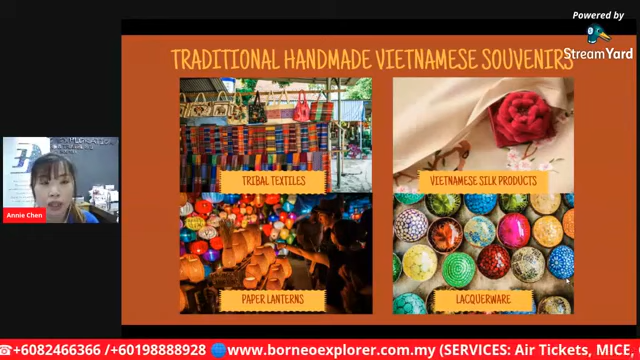 Powered by
StreamYard
TRADITIONAL HANDMADE VIETNAMESE SOUVENIRS
TRIBAL TEXTILES
VIETNAMESE SILK PRODUCTS
Annie Chen
PAPER LANTERNS
LACQUERWARE
+6082466366 /+60198888928 www.borneoexplorer.com.my (SERVICES: Air Tickets, MICE,